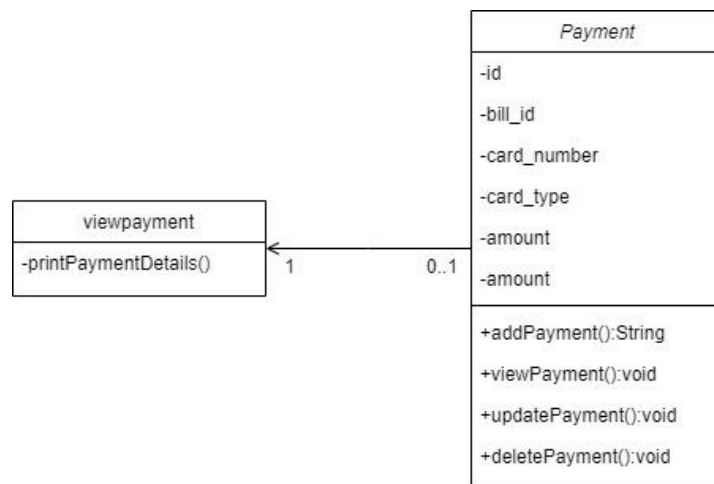 Payment
-id
-bill_id
-card_number
-card_type
-amount
-amount
+addPayment():String
+viewPayment():void
+updatePayment():void
+deletePayment():void
viewpayment
-printPaymentDetails()
1
0..1